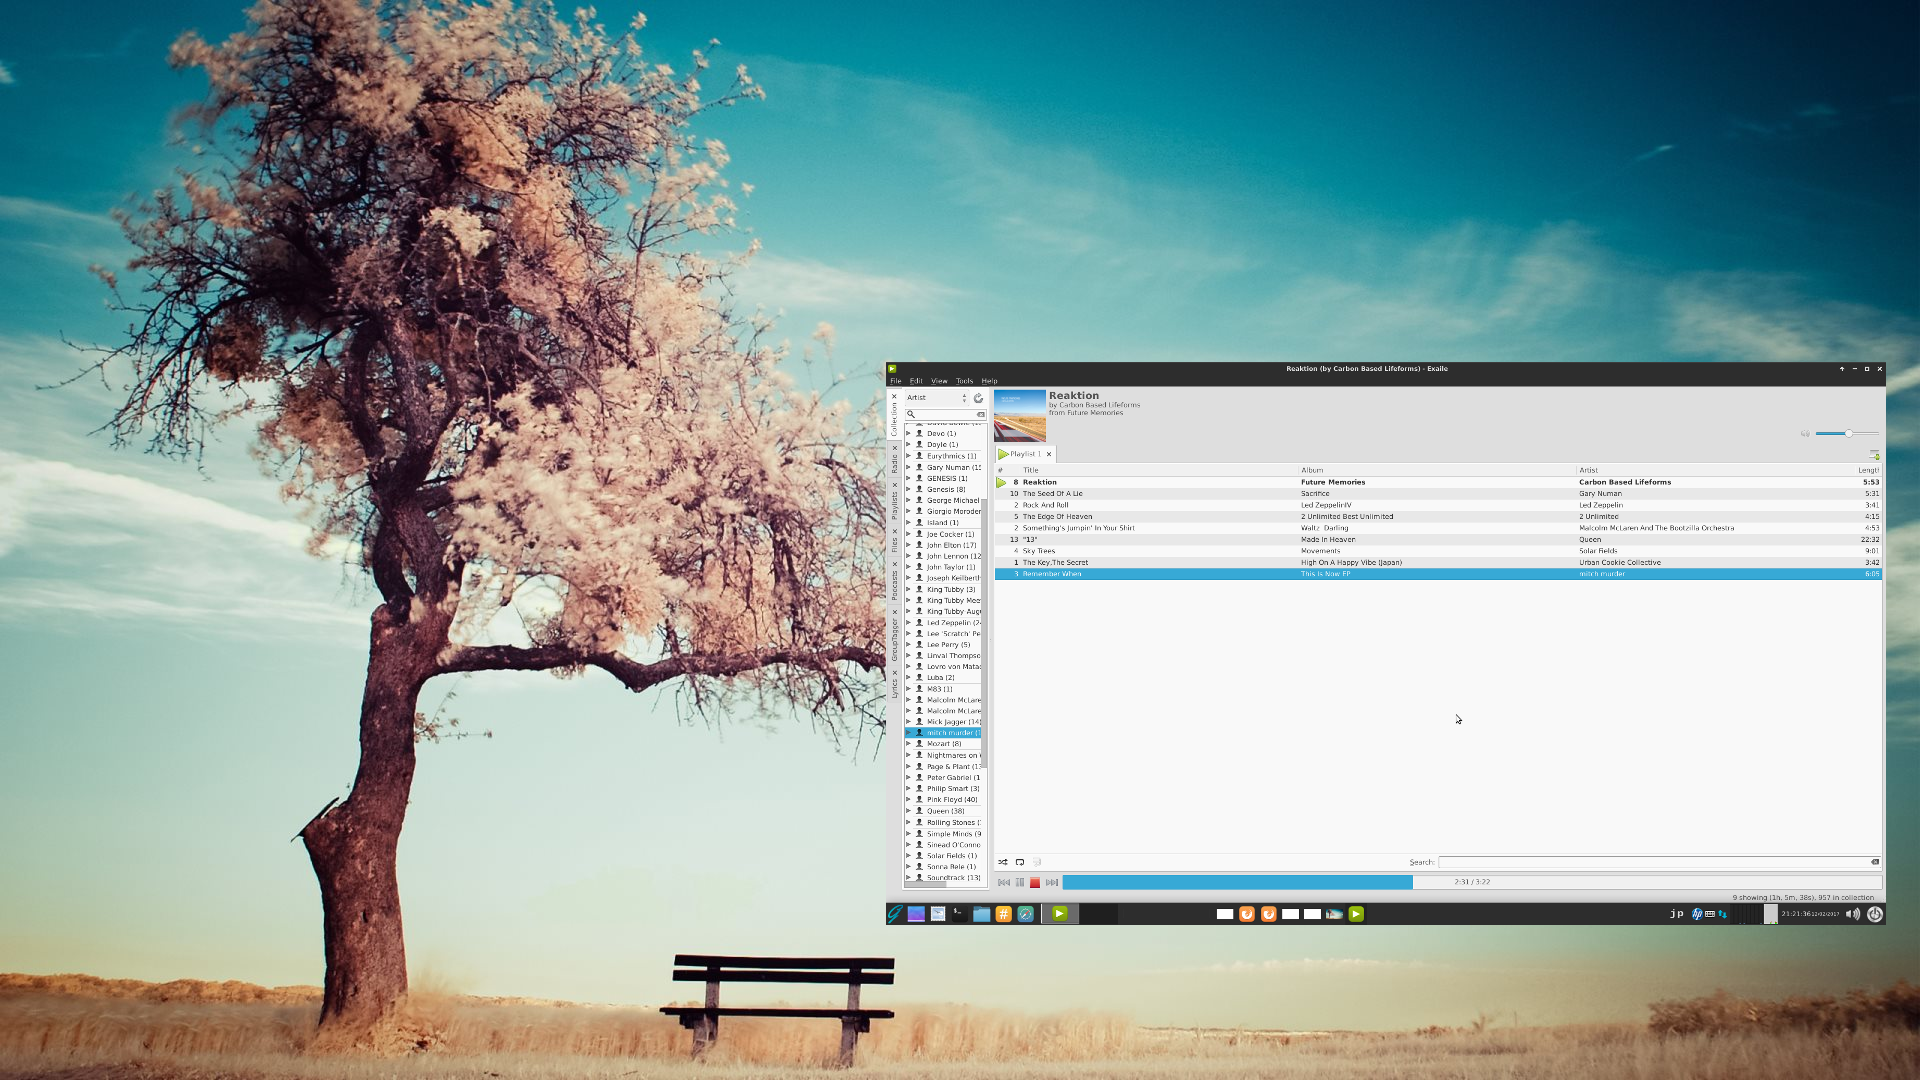 Reaktion (by Carbon Based Lifeforms) - Exaile
File Edit View Tools Help
Collection
Radio
Playlists
Files
Podcasts
GroupTagger
Lyrics
Artist
Devo (1)
Doyle (1)
Eurythmics (1)
Gary Numan (15
GENESIS (1)
Genesis (8)
George Michael
Giorgio Moroder
Island (1)
Joe Cocker (1)
John Elton (17)
John Lennon (12
John Taylor (1)
Joseph Keilberth
King Tubby (3)
King Tubby Mee
King Tubby Augu
Led Zeppelin (24
Lee 'Scratch' Pe
Lee Perry (5)
Linval Thompso
Lovro von Matac
Luba (2)
M83 (1)
Malcolm McLare
Malcolm McLare
Mick Jagger (14)
mitch murder (
Mozart (8)
Nightmares on
Page & Plant (13
Peter Gabriel (1
Philip Smart (3)
Pink Floyd (40)
Queen (38)
Rolling Stones (
Simple Minds (9
Sinead O'Conno
Solar Fields (1)
Sonna Rele (1)
Soundtrack (13)
Reaktion
by Carbon Based Lifeforms
from Future Memories
Playlist 1
# Title Album Artist Length
8 Reaktion Future Memories Carbon Based Lifeforms 5:53
10 The Seed Of A Lie Sacrifice Gary Numan 5:31
2 Rock And Roll Led ZeppelinIV Led Zeppelin 3:41
5 The Edge Of Heaven 2 Unlimited Best Unlimited 2 Unlimited 4:15
2 Something's Jumpin' In Your Shirt Waltz Darling Malcolm McLaren And The Bootzilla Orchestra 4:53
13 "13" Made In Heaven Queen 22:32
4 Sky Trees Movements Solar Fields 9:01
1 The Key,The Secret High On A Happy Vibe (Japan) Urban Cookie Collective 3:42
3 Remember When This Is Now EP mitch murder 6:05
Search:
2:31 / 3:22
9 showing (1h, 5m, 38s), 957 in collection
jp
hp
21:21:36 12/02/2017